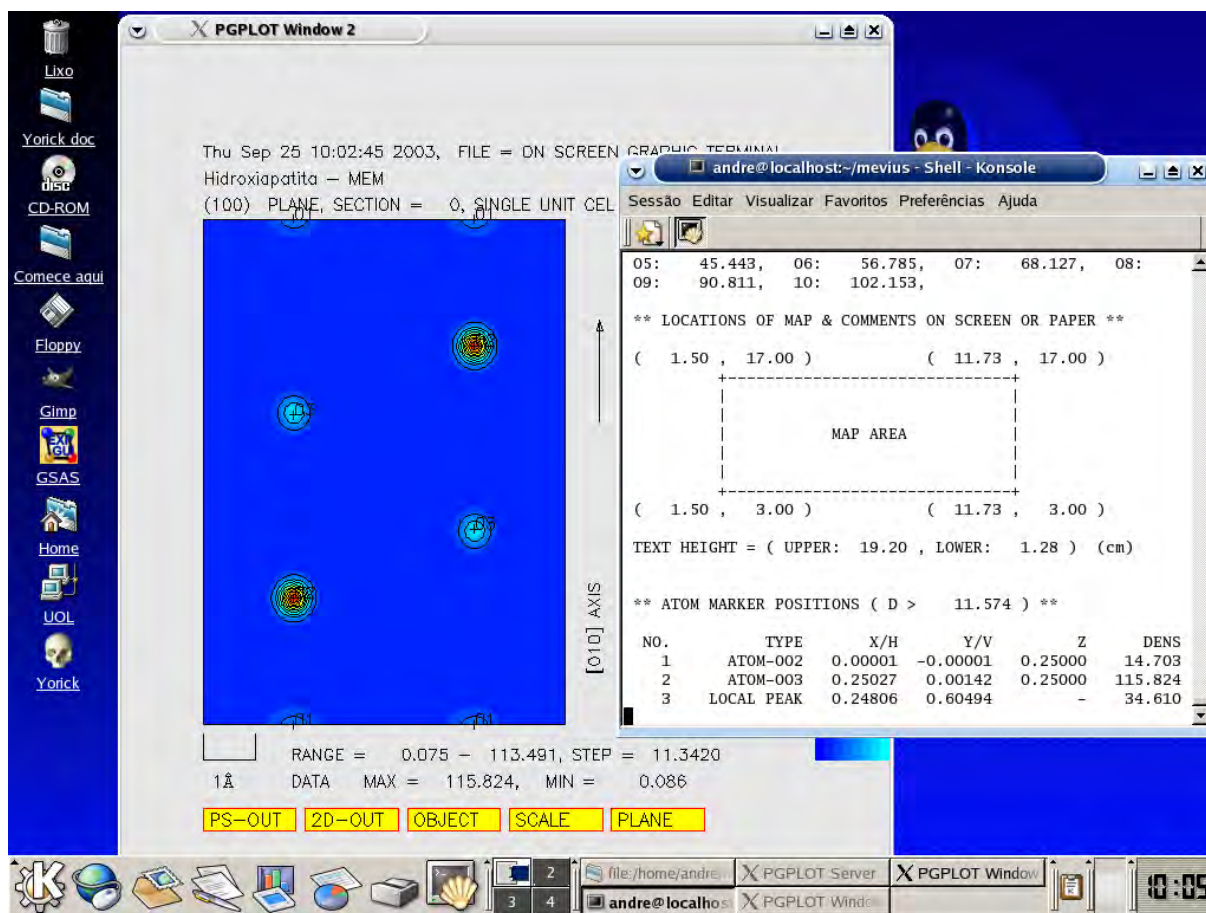 Lixo
Yorick doc
CD-ROM
Comece aqui
Floppy
Gimp
GSAS
Home
UOL
Yorick
PGPLOT Window 2
Thu Sep 25 10:02:45 2003, FILE = ON SCREEN GRAPHIC TERMINAL
Hidroxiapatita – MEM
(100) PLANE, SECTION = 0, SINGLE UNIT CEL
[010] AXIS
RANGE = 0.075 – 113.491, STEP = 11.3420
1Å DATA MAX = 115.824, MIN = 0.086
PS-OUT 2D-OUT OBJECT SCALE PLANE
andre@localhost:~/mevius - Shell - Konsole
Sessão Editar Visualizar Favoritos Preferências Ajuda
05: 45.443, 06: 56.785, 07: 68.127, 08:
09: 90.811, 10: 102.153,
** LOCATIONS OF MAP & COMMENTS ON SCREEN OR PAPER **
( 1.50 , 17.00 ) ( 11.73 , 17.00 )
MAP AREA
( 1.50 , 3.00 ) ( 11.73 , 3.00 )
TEXT HEIGHT = ( UPPER: 19.20 , LOWER: 1.28 ) (cm)
** ATOM MARKER POSITIONS ( D > 11.574 ) **
NO. TYPE X/H Y/V Z DENS
1 ATOM-002 0.00001 -0.00001 0.25000 14.703
2 ATOM-003 0.25027 0.00142 0.25000 115.824
3 LOCAL PEAK 0.24806 0.60494 - 34.610
2
3 4
file:/home/andre
X PGPLOT Server
X PGPLOT Window
andre@localhos
X PGPLOT Windo
10:05